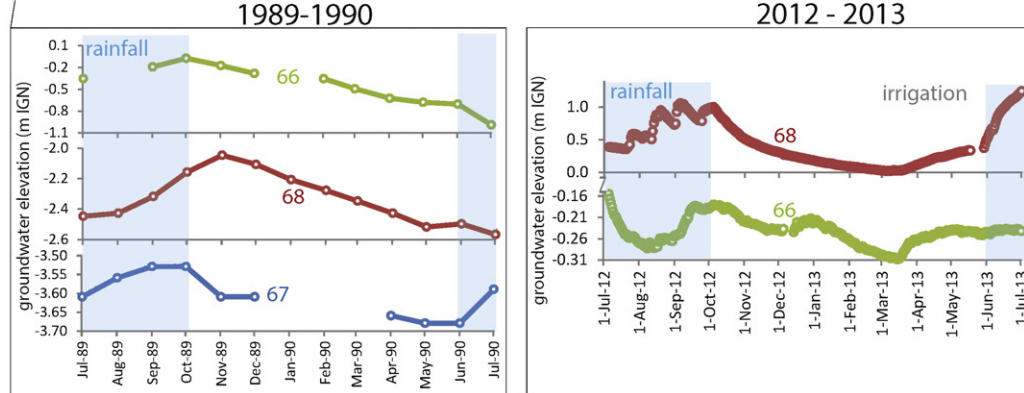 1989-1990
groundwater elevation (m IGN)
0.1
-0.2
-0.5
-0.8
-1.1
rainfall
66
-2.0
-2.2
-2.4
-2.6
68
-3.50
-3.55
-3.60
-3.65
-3.70
67
Jul-89
Aug-89
Sep-89
Oct-89
Nov-89
Dec-89
Jan-90
Feb-90
Mar-90
Apr-90
May-90
Jun-90
Jul-90
2012 - 2013
groundwater elevation (m IGN)
1.0
0.5
0.0
rainfall
irrigation
68
-0.16
-0.21
-0.26
-0.31
66
1-Jul-12
1-Aug-12
1-Sep-12
1-Oct-12
1-Nov-12
1-Dec-12
1-Jan-13
1-Feb-13
1-Mar-13
1-Apr-13
1-May-13
1-Jun-13
1-Jul-13